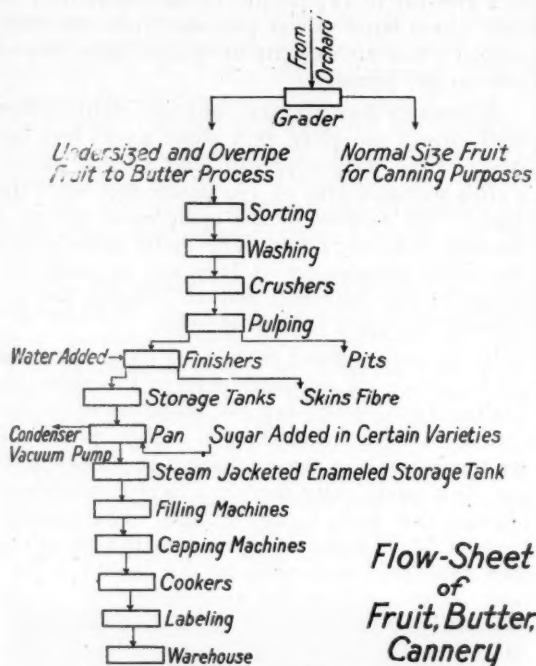 From
Orchard
Grader
Undersized and Overripe
Fruit to Butter Process
Normal Size Fruit
for Canning Purposes
Sorting
Washing
Crushers
Pulping
Water Added
Finishers
Pits
Storage Tanks
Skins Fibre
Condenser
Vacuum Pump
Pan
Sugar Added in Certain Varieties
Steam Jacketed Enameled Storage Tank
Filling Machines
Capping Machines
Cookers
Labeling
Warehouse
Flow-Sheet
of
Fruit, Butter,
Cannery